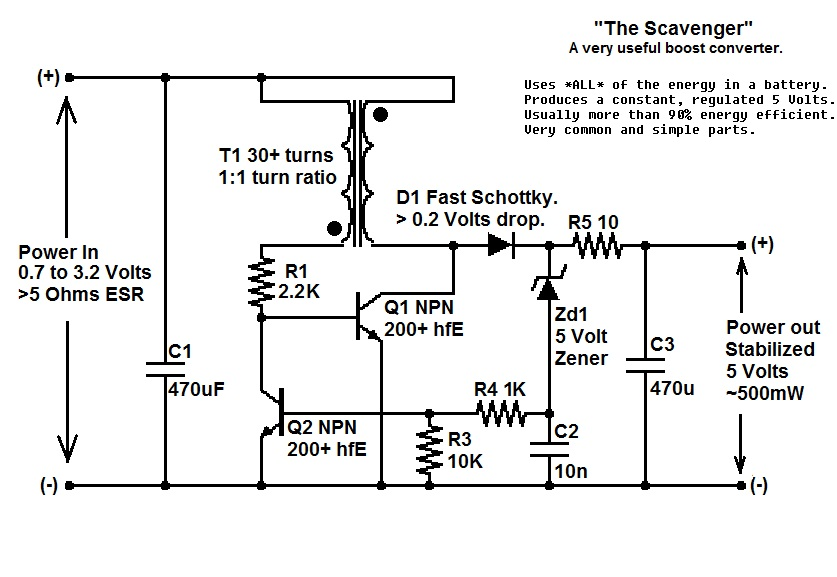 "The Scavenger"
A very useful boost converter.
Uses *ALL* of the energy in a battery.
Produces a constant, regulated 5 Volts.
Usually more than 90% energy efficient.
Very common and simple parts.
(+)
T1 30+ turns
1:1 turn ratio
D1 Fast Schottky.
> 0.2 Volts drop.
R5 10
(+)
Power In
0.7 to 3.2 Volts
>5 Ohms ESR
R1
2.2K
Q1 NPN
200+ hfE
Zd1
5 Volt
Zener
Power out
Stabilized
5 Volts
~500mW
C1
470uF
C3
470u
R4 1K
Q2 NPN
200+ hfE
R3
10K
C2
10n
(-)
(-)